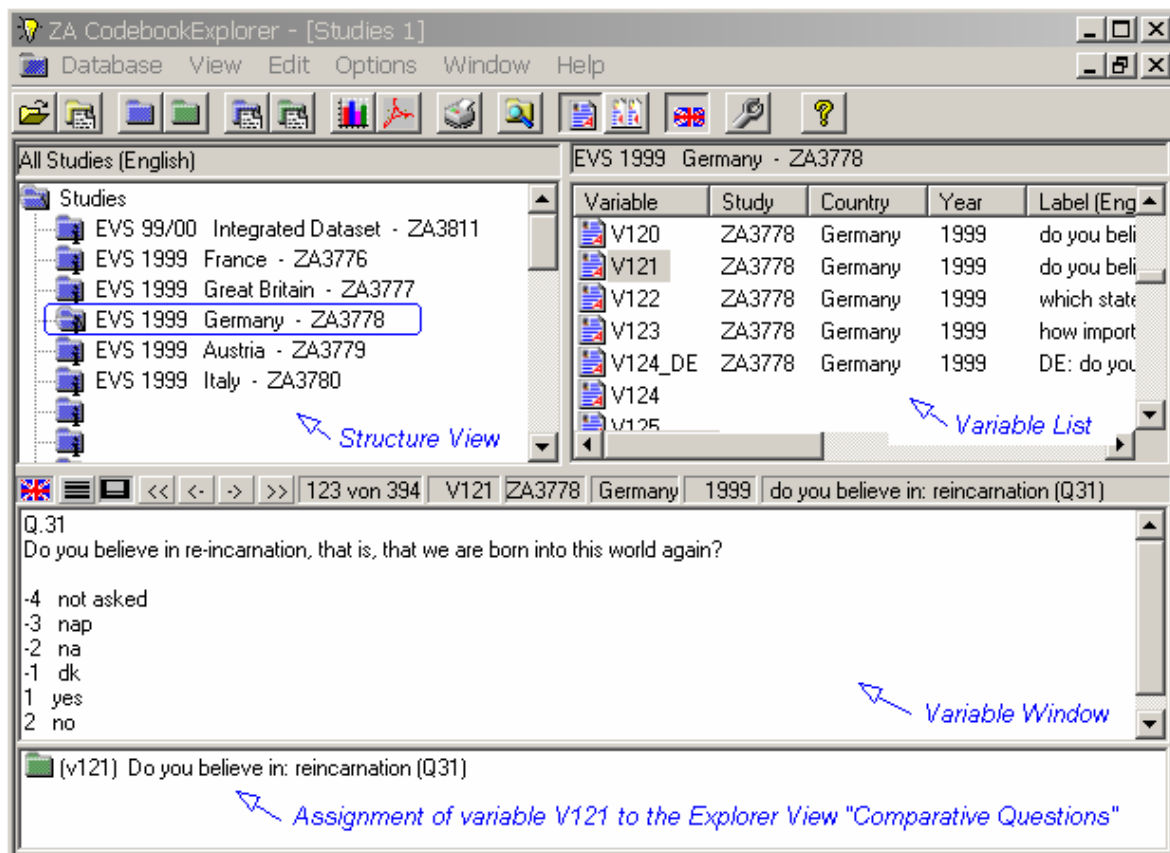 ZA CodebookExplorer - [Studies 1]
Database View Edit Options Window Help
All Studies (English)
Studies
EVS 99/00 Integrated Dataset - ZA3811
EVS 1999 France - ZA3776
EVS 1999 Great Britain - ZA3777
EVS 1999 Germany - ZA3778
EVS 1999 Austria - ZA3779
EVS 1999 Italy - ZA3780
Structure View
EVS 1999 Germany - ZA3778
Variable Study Country Year Label (Eng
V120 ZA3778 Germany 1999 do you beli
V121 ZA3778 Germany 1999 do you beli
V122 ZA3778 Germany 1999 which state
V123 ZA3778 Germany 1999 how import
V124_DE ZA3778 Germany 1999 DE: do you
V124
V125
Variable List
<< <- -> >> 123 von 394 V121 ZA3778 Germany 1999 do you believe in: reincarnation (Q31)
Q.31
Do you believe in re-incarnation, that is, that we are born into this world again?
-4 not asked
-3 nap
-2 na
-1 dk
1 yes
2 no
Variable Window
(v121) Do you believe in: reincarnation (Q31)
Assignment of variable V121 to the Explorer View "Comparative Questions"